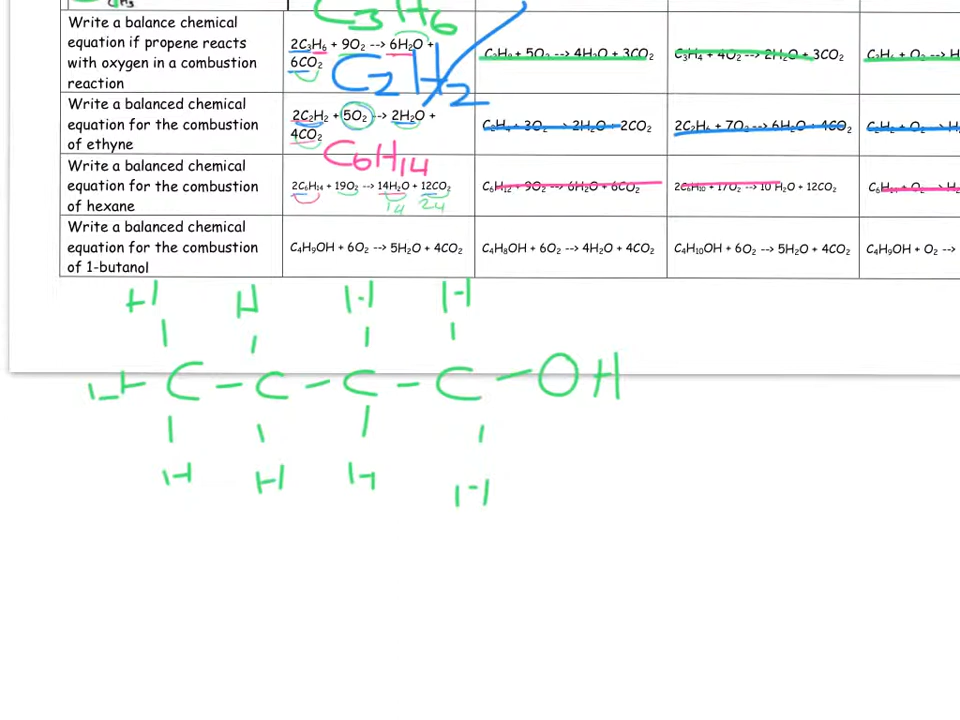 C3H6
Write a balance chemical
equation if propene reacts
with oxygen in a combustion
reaction
2C3H6 + 9O2 --> 6H2O +
6CO2
C2H2
C3H8 + 5O2 --> 4H2O + 3CO2
C3H4 + 4O2 --> 2H2O + 3CO2
Write a balanced chemical
equation for the combustion
of ethyne
2C2H2 + 5O2 --> 2H2O +
4CO2
C2H4 + 3O2 --> 2H2O + 2CO2
2C2H6 + 7O2 --> 6H2O + 4CO2
C2H2 + O2 --> H
C6H14
Write a balanced chemical
equation for the combustion
of hexane
2C6H14 + 19O2 --> 14H2O + 12CO2
14 24
C6H12 + 9O2 --> 6H2O + 6CO2
2C6H10 + 17O2 --> 10 H2O + 12CO2
C6H14 + O2 --> H
Write a balanced chemical
equation for the combustion
of 1-butanol
C4H9OH + 6O2 --> 5H2O + 4CO2
C4H8OH + 6O2 --> 4H2O + 4CO2
C4H10OH + 6O2 --> 5H2O + 4CO2
C4H9OH + O2 -->
H H H H
H-C-C-C-C-OH
H H H H